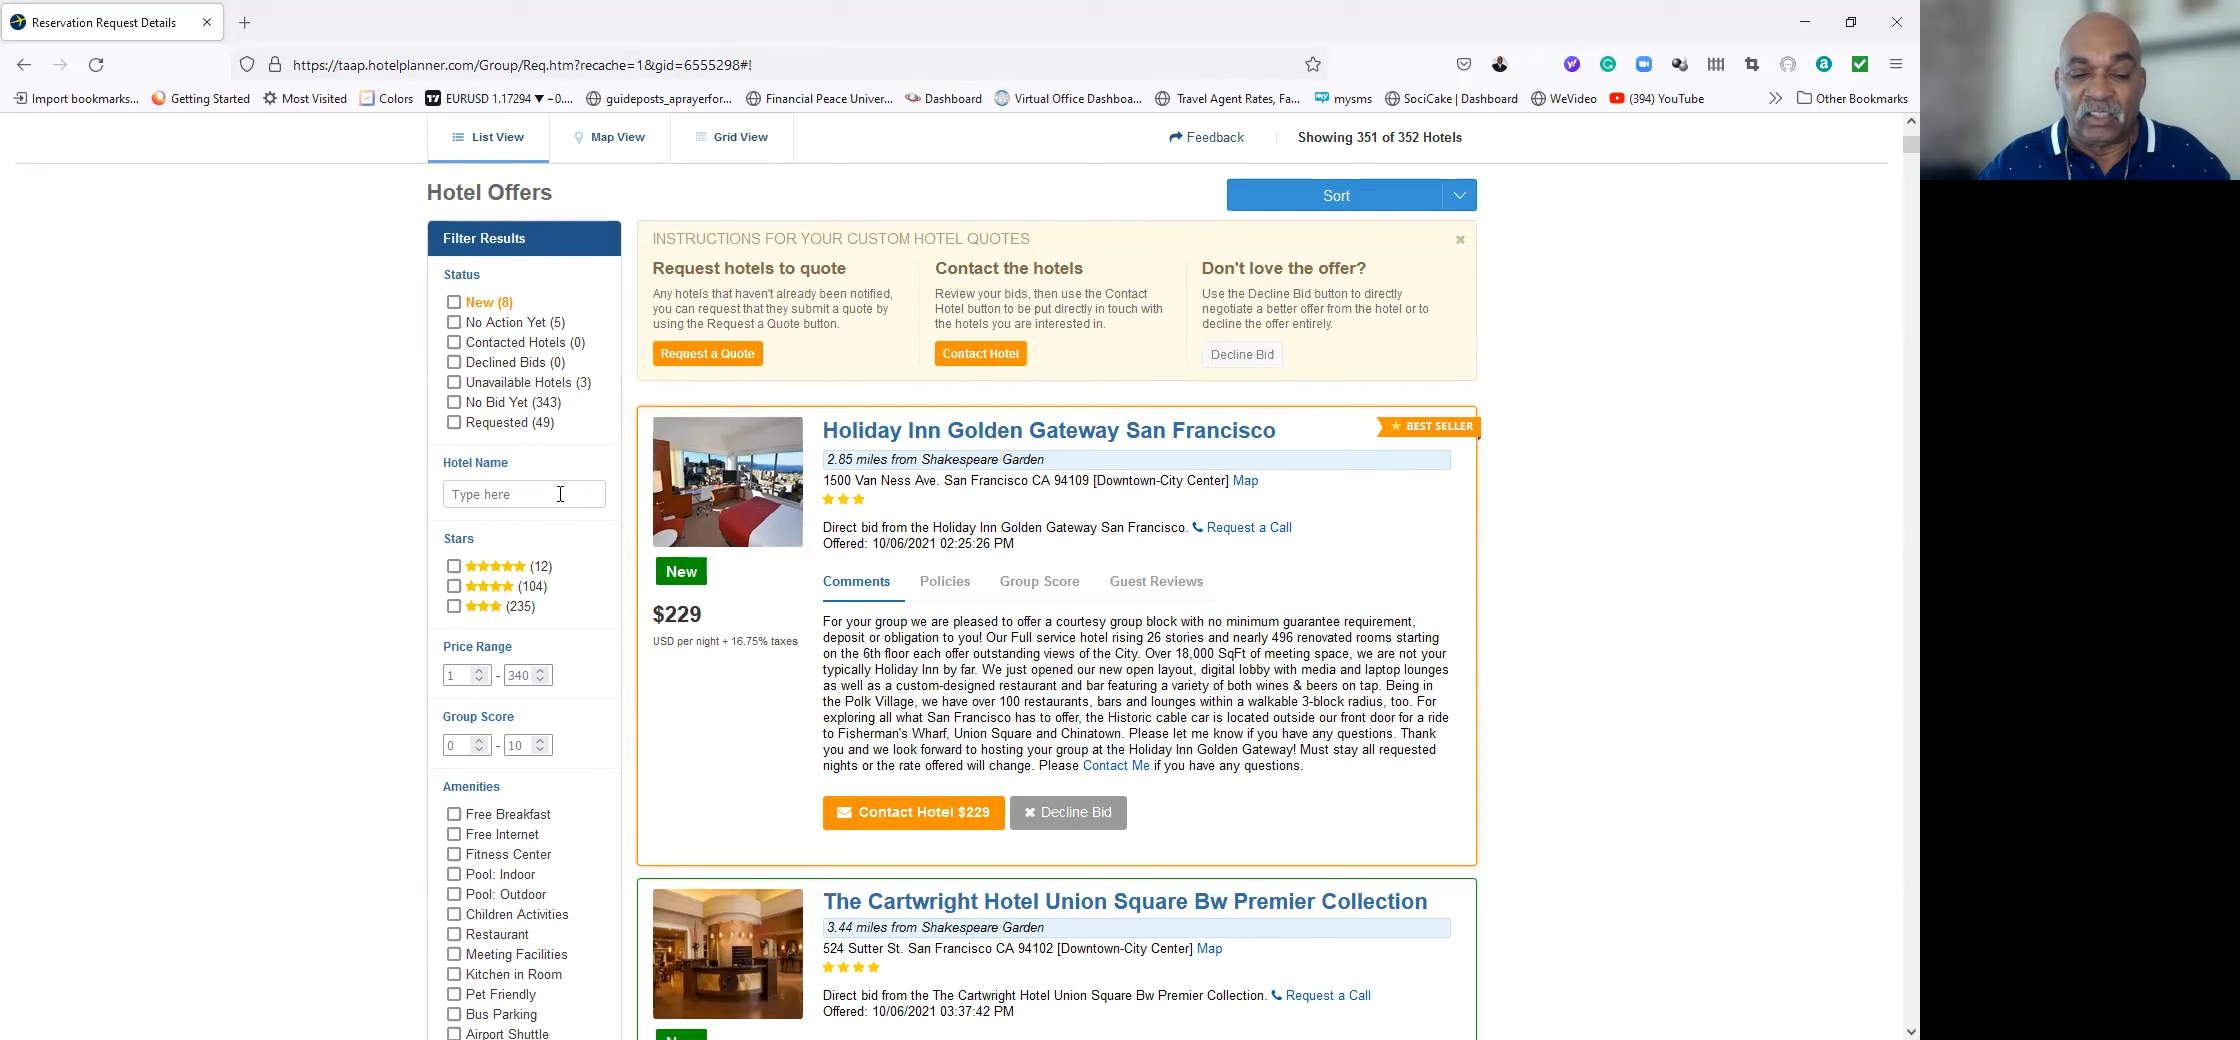 Reservation Request Details
https://taap.hotelplanner.com/Group/Req.htm?recache=1&gid=6555298#!
Import bookmarks...
Getting Started
Most Visited
Colors
EURUSD 1.17294 ▼ −0....
guideposts_aprayerfor...
Financial Peace Univer...
Dashboard
Virtual Office Dashboa...
Travel Agent Rates, Fa...
mysms
SociCake | Dashboard
WeVideo
(394) YouTube
Other Bookmarks
List View
Map View
Grid View
Feedback
Showing 351 of 352 Hotels
Hotel Offers
Sort
Filter Results
Status
New (8)
No Action Yet (5)
Contacted Hotels (0)
Declined Bids (0)
Unavailable Hotels (3)
No Bid Yet (343)
Requested (49)
Hotel Name
Type here
Stars
(12)
(104)
(235)
Price Range
1 - 340
Group Score
0 - 10
Amenities
Free Breakfast
Free Internet
Fitness Center
Pool: Indoor
Pool: Outdoor
Children Activities
Restaurant
Meeting Facilities
Kitchen in Room
Pet Friendly
Bus Parking
Airport Shuttle
INSTRUCTIONS FOR YOUR CUSTOM HOTEL QUOTES
Request hotels to quote
Any hotels that haven't already been notified,
you can request that they submit a quote by
using the Request a Quote button.
Request a Quote
Contact the hotels
Review your bids, then use the Contact
Hotel button to be put directly in touch with
the hotels you are interested in.
Contact Hotel
Don't love the offer?
Use the Decline Bid button to directly
negotiate a better offer from the hotel or to
decline the offer entirely.
Decline Bid
Holiday Inn Golden Gateway San Francisco
BEST SELLER
2.85 miles from Shakespeare Garden
1500 Van Ness Ave. San Francisco CA 94109 [Downtown-City Center] Map
Direct bid from the Holiday Inn Golden Gateway San Francisco. Request a Call
Offered: 10/06/2021 02:25:26 PM
New
$229
USD per night + 16.75% taxes
Comments
Policies
Group Score
Guest Reviews
For your group we are pleased to offer a courtesy group block with no minimum guarantee requirement,
deposit or obligation to you! Our Full service hotel rising 26 stories and nearly 496 renovated rooms starting
on the 6th floor each offer outstanding views of the City. Over 18,000 SqFt of meeting space, we are not your
typically Holiday Inn by far. We just opened our new open layout, digital lobby with media and laptop lounges
as well as a custom-designed restaurant and bar featuring a variety of both wines & beers on tap. Being in
the Polk Village, we have over 100 restaurants, bars and lounges within a walkable 3-block radius, too. For
exploring all what San Francisco has to offer, the Historic cable car is located outside our front door for a ride
to Fisherman's Wharf, Union Square and Chinatown. Please let me know if you have any questions. Thank
you and we look forward to hosting your group at the Holiday Inn Golden Gateway! Must stay all requested
nights or the rate offered will change. Please Contact Me if you have any questions.
Contact Hotel $229
Decline Bid
The Cartwright Hotel Union Square Bw Premier Collection
3.44 miles from Shakespeare Garden
524 Sutter St. San Francisco CA 94102 [Downtown-City Center] Map
Direct bid from the The Cartwright Hotel Union Square Bw Premier Collection. Request a Call
Offered: 10/06/2021 03:37:42 PM